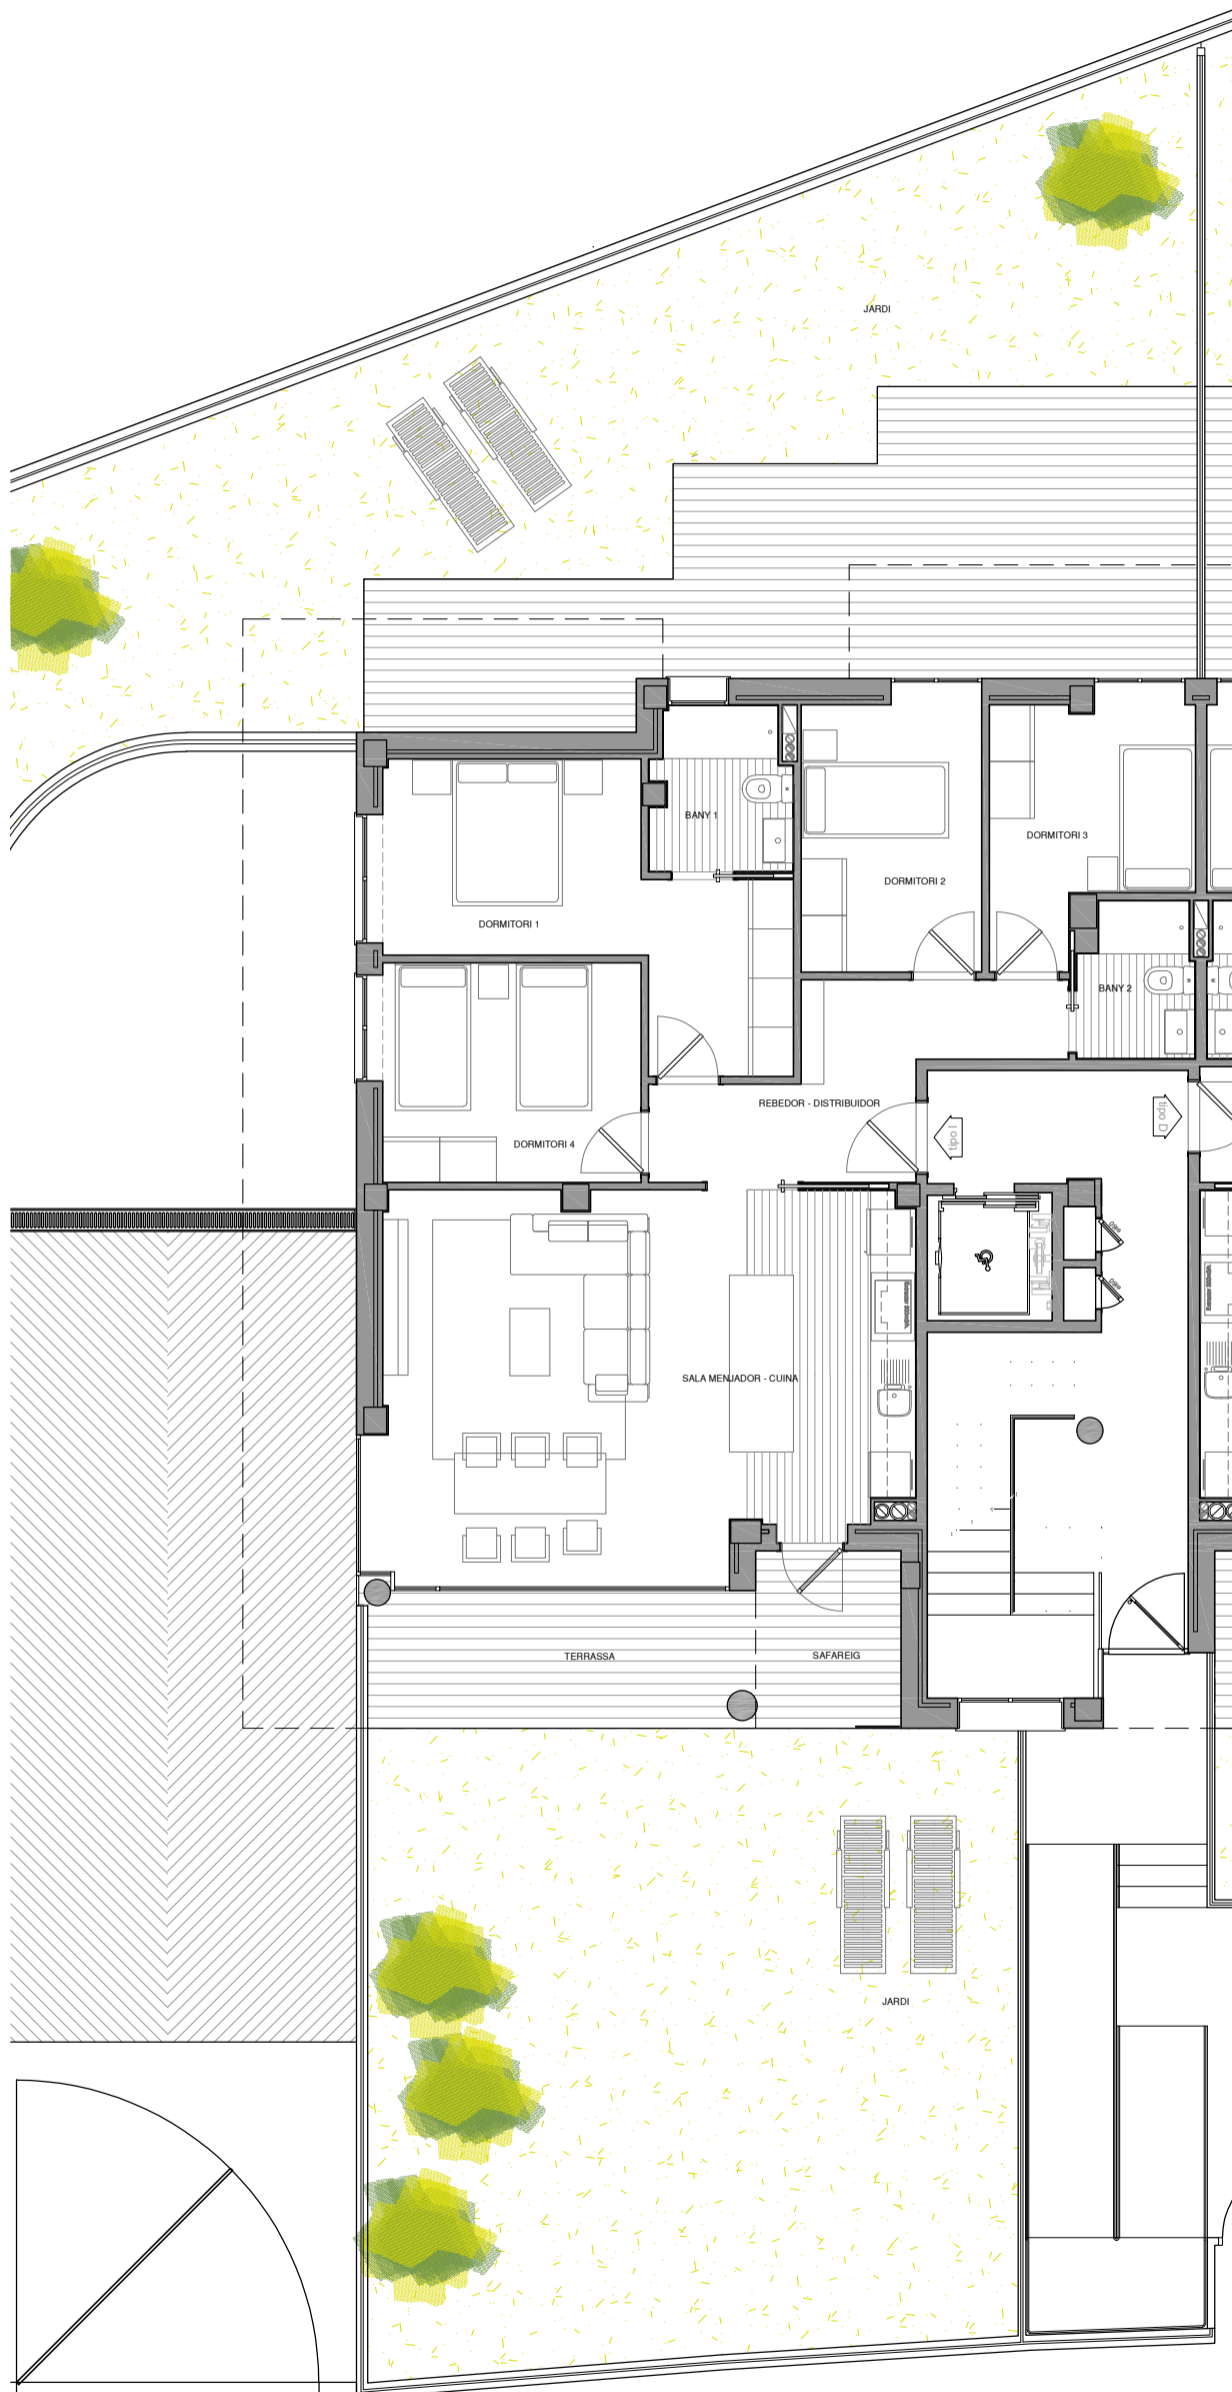 JARDI
BANY 1
DORMITORI 3
DORMITORI 2
DORMITORI 1
BANY 2
REBEDOR - DISTRIBUIDOR
tipo I
tipo D
DORMITORI 4
SALA MENJADOR - CUINA
TERRASSA
SAFAREIG
JARDI